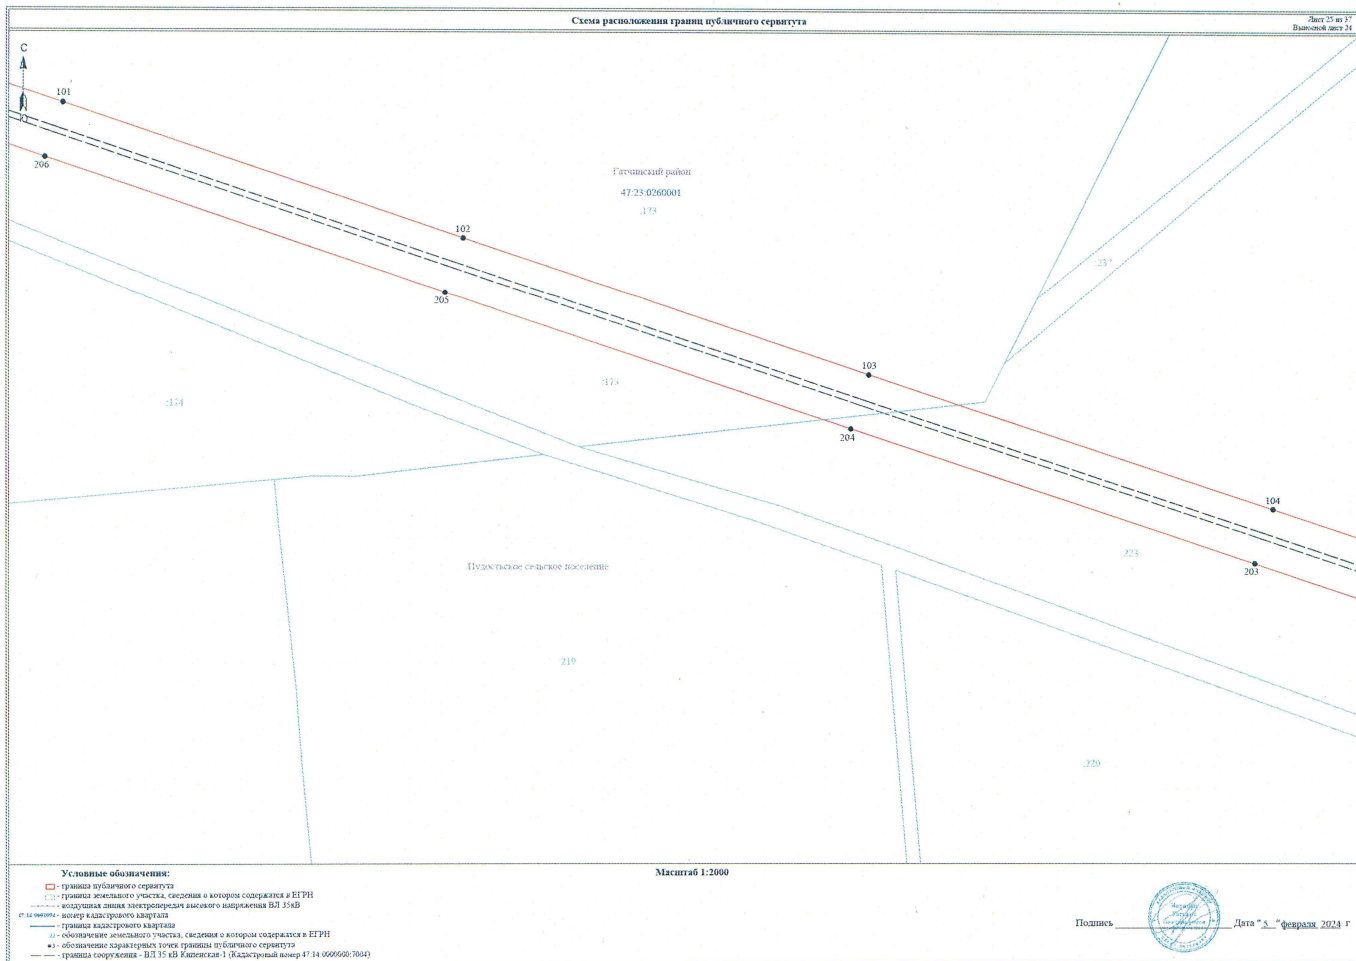 Схема расположения границ публичного сервитута
Лист 25 из 37
Выносной лист 24
С
Ю
101
206
Гатчинский район
47:23:0260001
:173
102
205
:257
103
:173
:174
204
104
Пудостьское сельское поселение
:223
203
:219
:220
Условные обозначения:
- граница публичного сервитута
- граница земельного участка, сведения о котором содержатся в ЕГРН
- воздушная линия электропередач высокого напряжения ВЛ 35кВ
- номер кадастрового квартала
- граница кадастрового квартала
- обозначение земельного участка, сведения о котором содержатся в ЕГРН
- обозначение характерных точек границы публичного сервитута
- граница сооружения - ВЛ 35 кВ Кипенская-1 (Кадастровый номер 47:14:0000000:7004)
Масштаб 1:2000
Подпись
Дата "5" февраля 2024 г